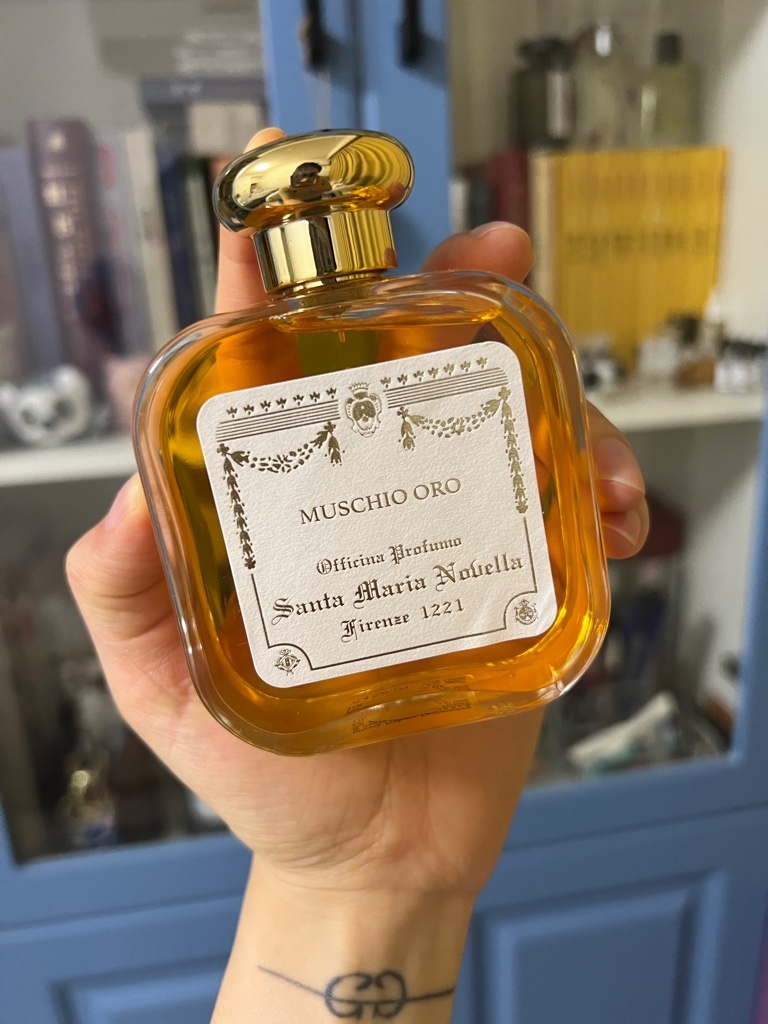 MUSCHIO ORO
Officina Profumo
Santa Maria Novella
Firenze 1221